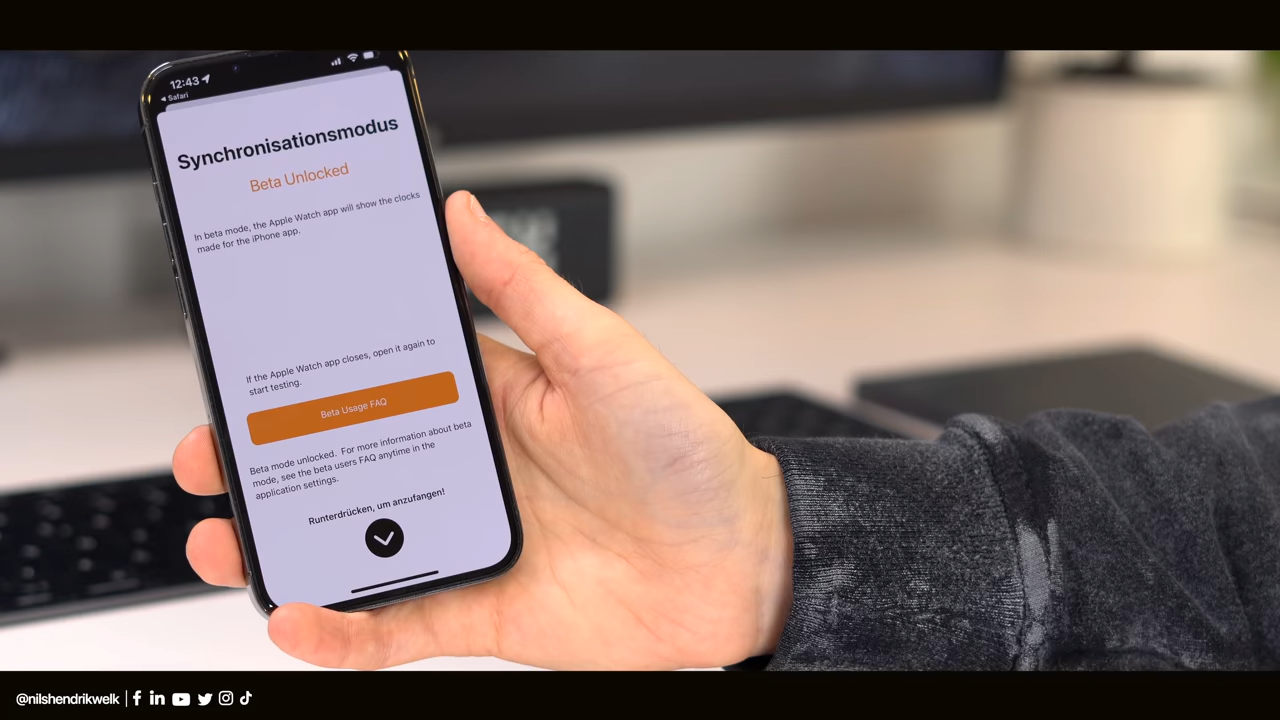 12:43
Safari
Synchronisationsmodus
Beta Unlocked
In beta mode, the Apple Watch app will show the clocks
made for the iPhone app.
If the Apple Watch app closes, open it again to
start testing.
Beta Usage FAQ
Beta mode unlocked. For more information about beta
mode, see the beta users FAQ anytime in the
application settings.
Runterdrücken, um anzufangen!
@nilshendrikwelk